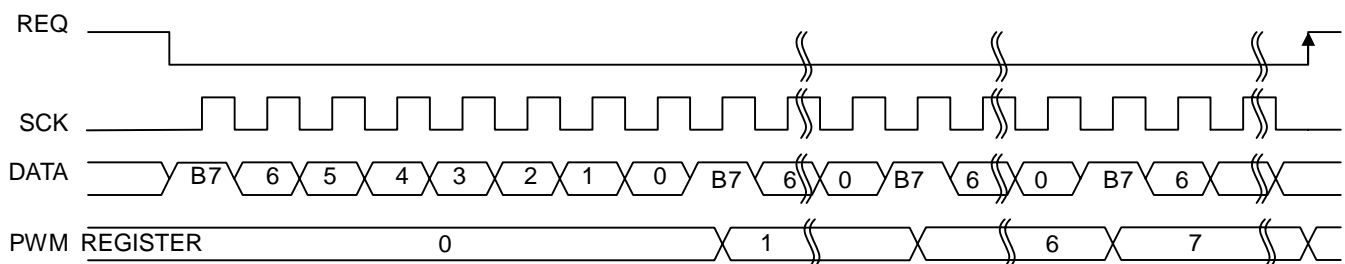 REQ
SCK
DATA B7 6 5 4 3 2 1 0 B7 6 0 B7 6 0 B7 6
PWM REGISTER 0 1 6 7